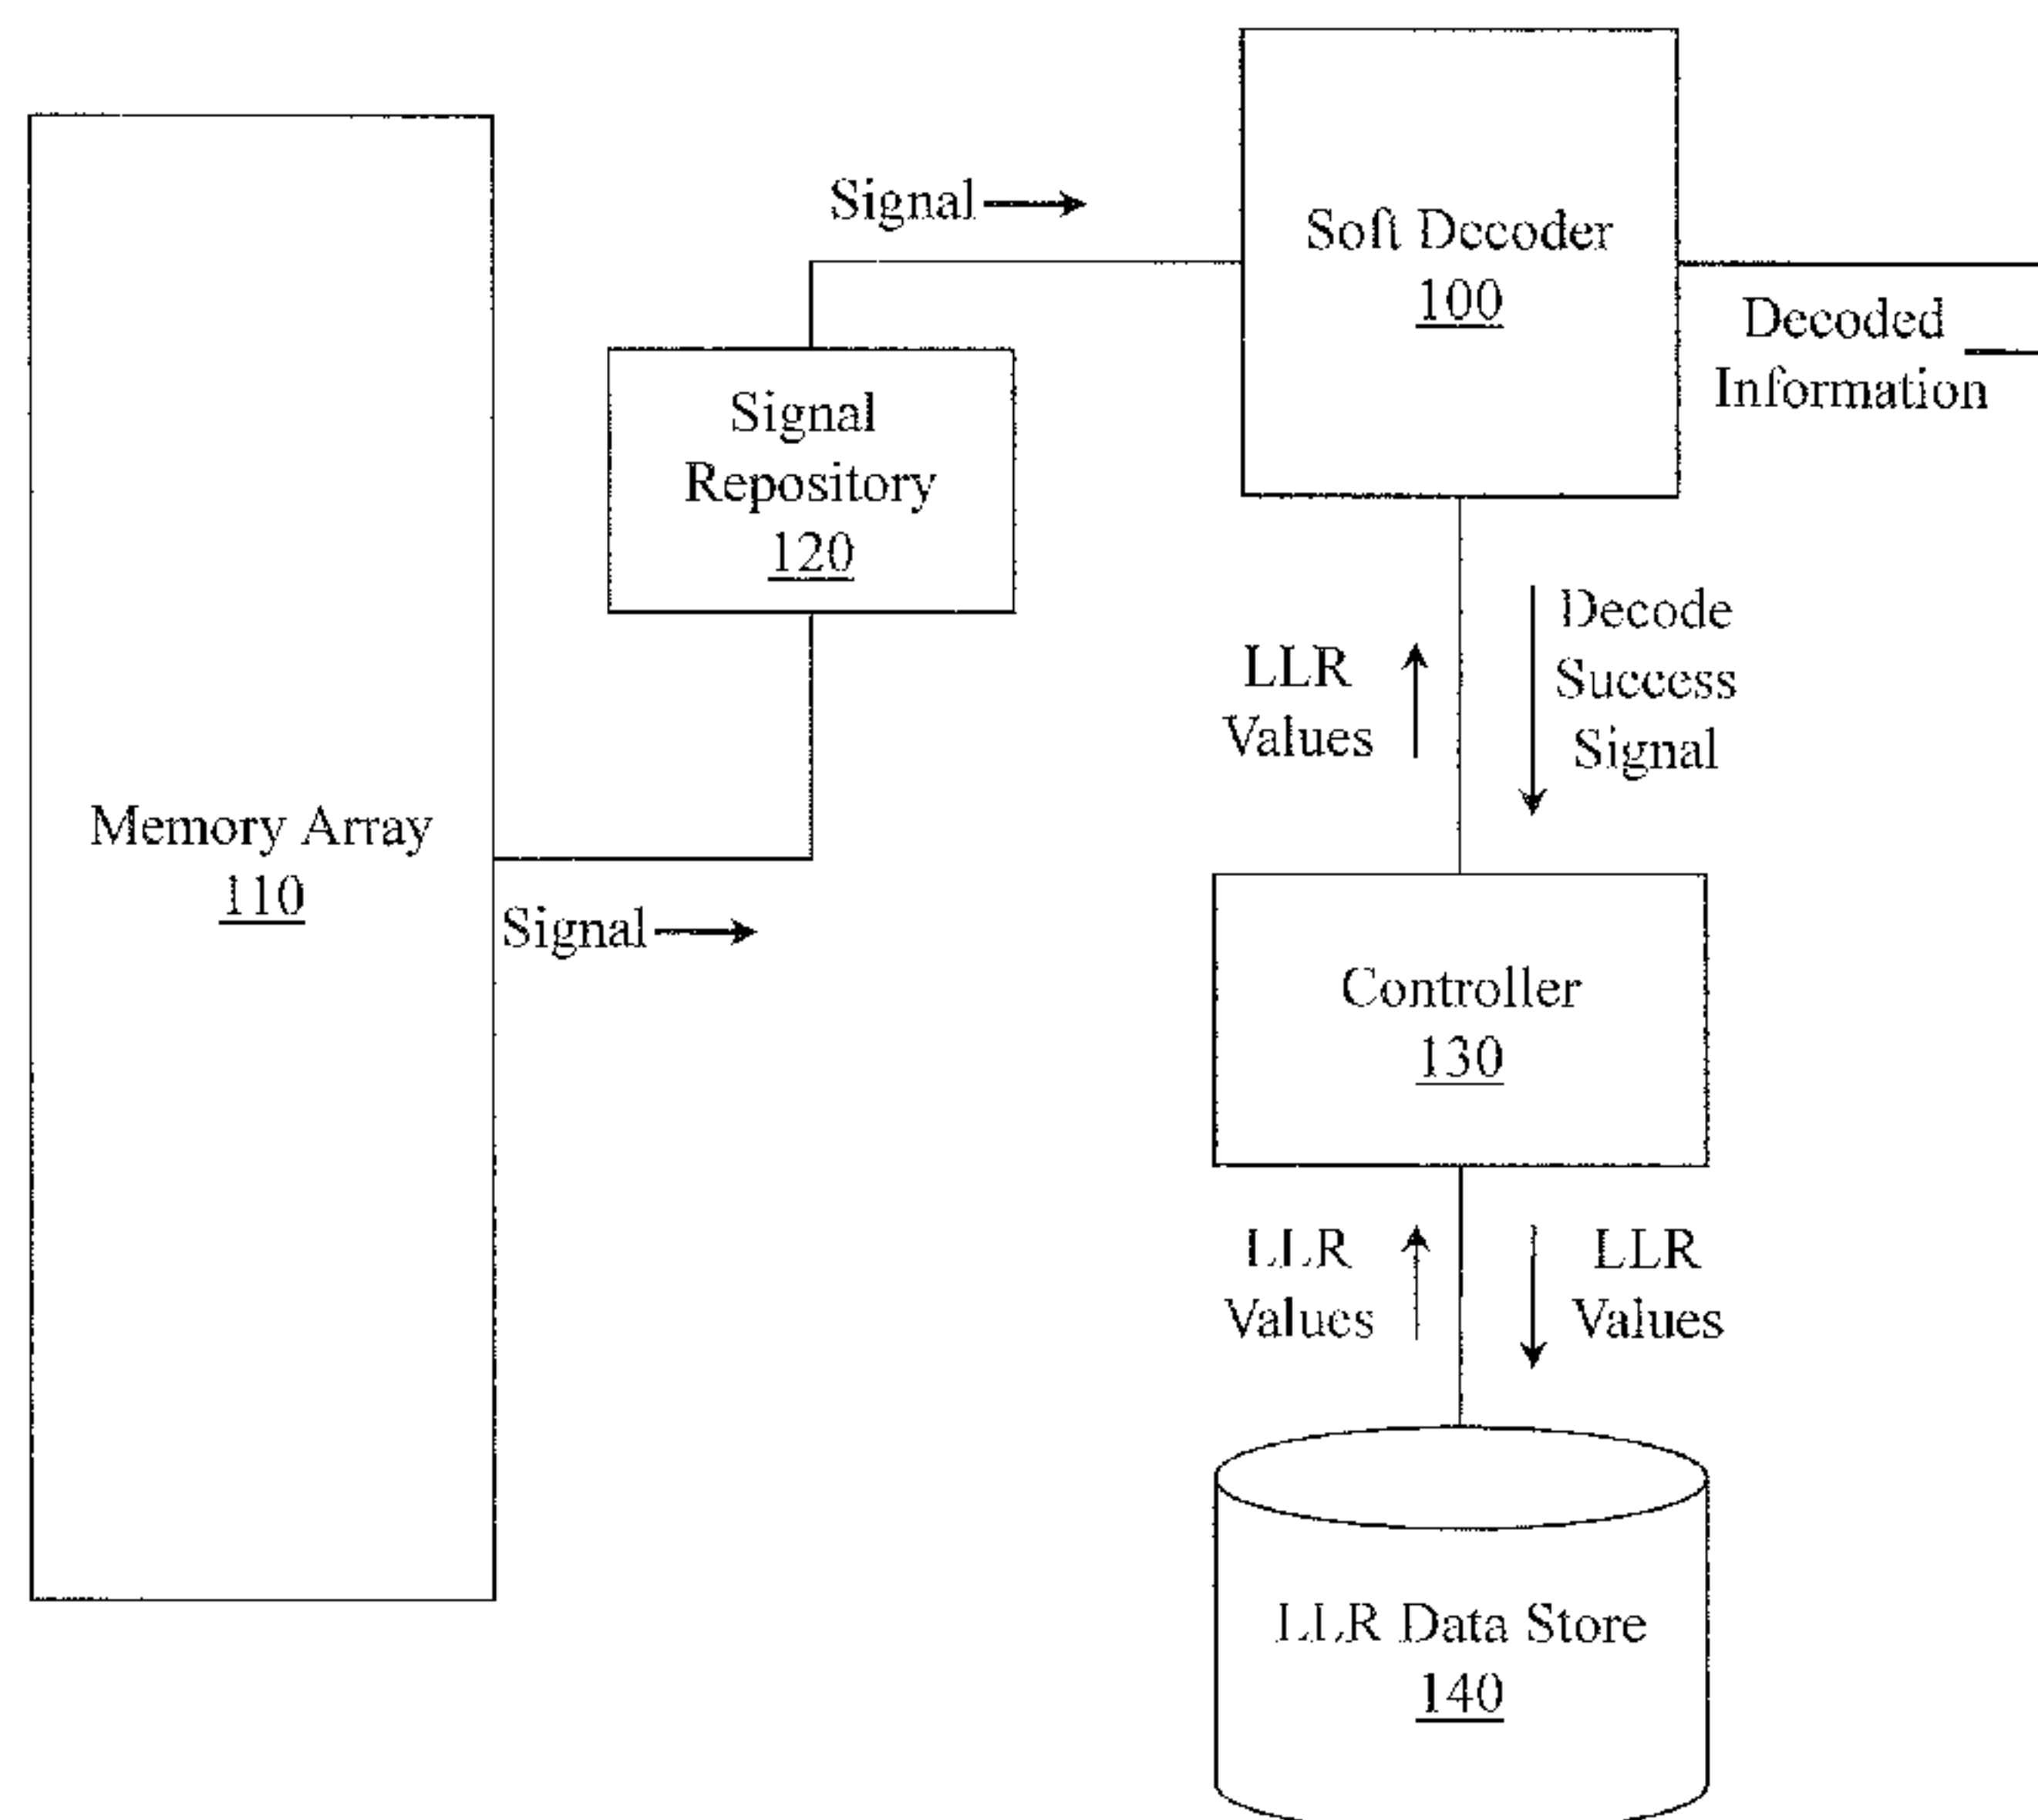 Signal
Soft Decoder
100
Decoded
Information
Signal
Repository
120
Decode
Success
Signal
LLR
Values
Memory Array
110
Signal
Controller
130
LLR
Values
LLR
Values
LLR Data Store
140